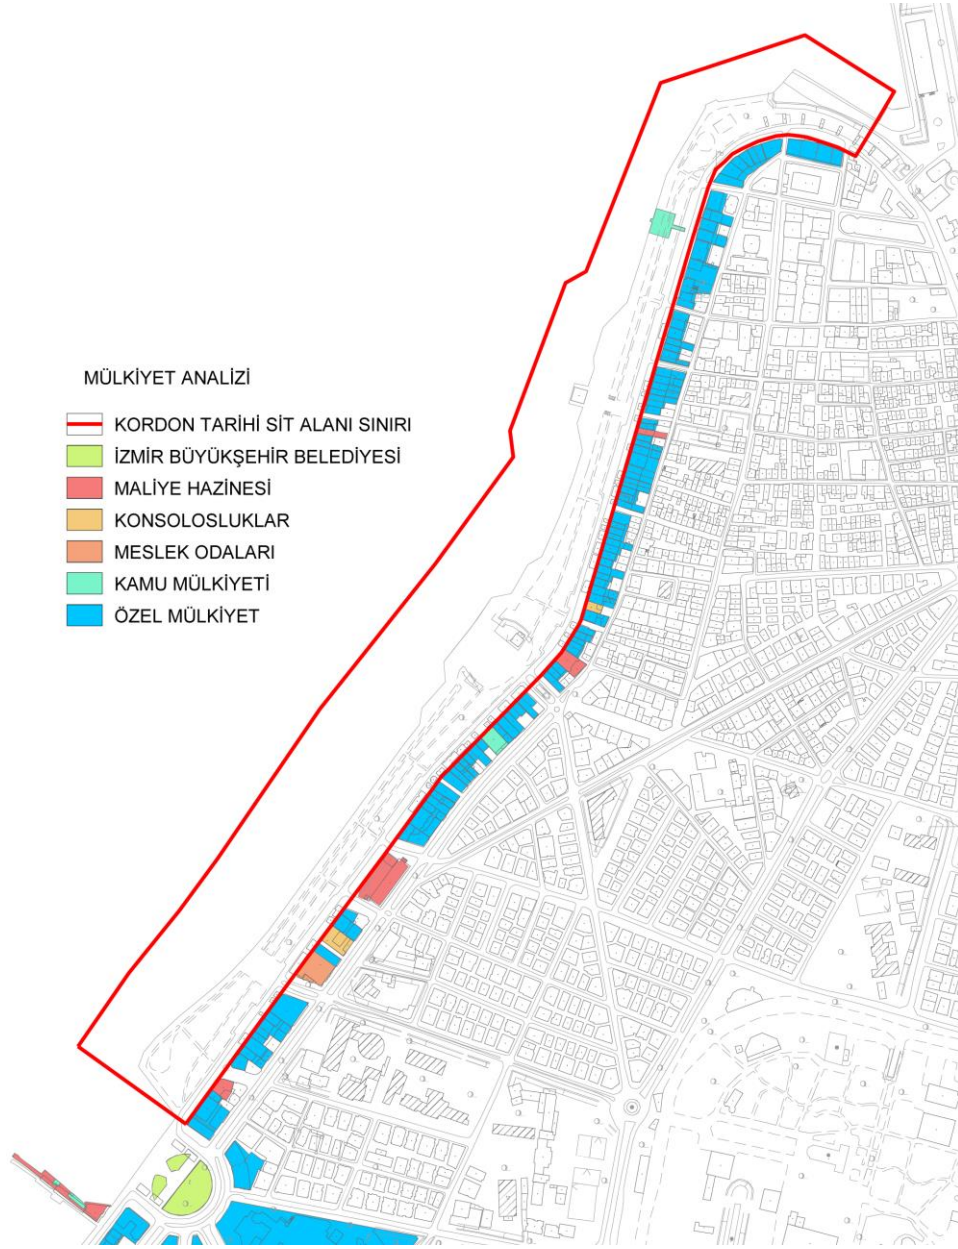 MÜLKİYET ANALİZİ
KORDON TARİHİ SİT ALANI SINIRI
İZMİR BÜYÜKŞEHİR BELEDİYESİ
MALİYE HAZİNESİ
KONSOLOSLUKLAR
MESLEK ODALARI
KAMU MÜLKİYETİ
ÖZEL MÜLKİYET